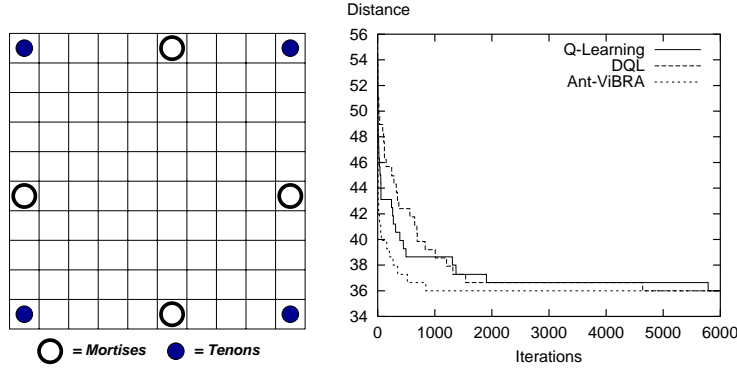 = Mortises
= Tenons
Distance
56
54
52
50
48
46
44
42
40
38
36
34
Q-Learning
DQL
Ant-ViBRA
0
1000
2000
3000
4000
5000
6000
Iterations